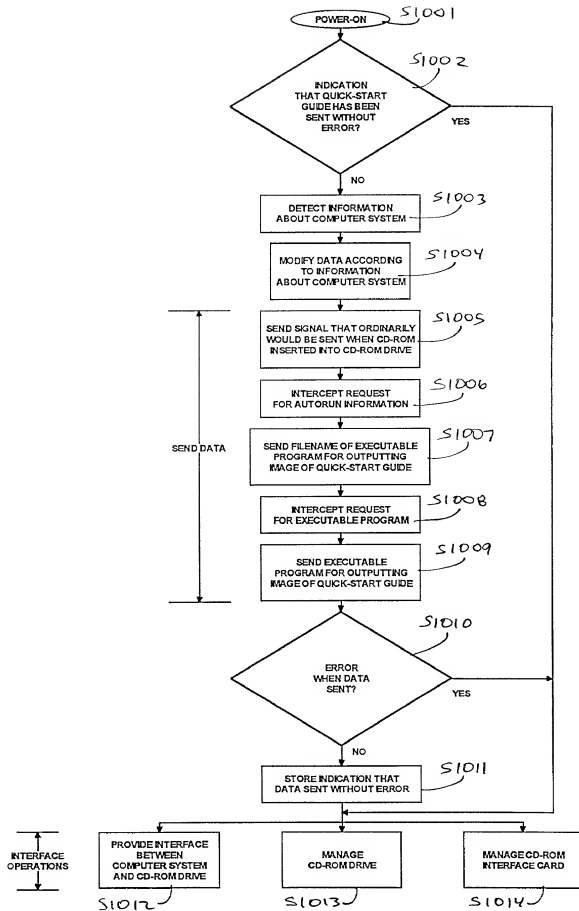 POWER-ON
S1001
S1002
INDICATION
THAT QUICK-START
GUIDE HAS BEEN
SENT WITHOUT
ERROR?
YES
NO
DETECT INFORMATION
ABOUT COMPUTER SYSTEM
S1003
MODIFY DATA ACCORDING
TO INFORMATION
ABOUT COMPUTER SYSTEM
S1004
SEND DATA
SEND SIGNAL THAT ORDINARILY
WOULD BE SENT WHEN CD-ROM
INSERTED INTO CD-ROM DRIVE
S1005
INTERCEPT REQUEST
FOR AUTORUN INFORMATION
S1006
SEND FILENAME OF EXECUTABLE
PROGRAM FOR OUTPUTTING
IMAGE OF QUICK-START GUIDE
S1007
INTERCEPT REQUEST
FOR EXECUTABLE PROGRAM
S1008
SEND EXECUTABLE
PROGRAM FOR OUTPUTTING
IMAGE OF QUICK-START GUIDE
S1009
S1010
ERROR
WHEN DATA
SENT?
YES
NO
STORE INDICATION THAT
DATA SENT WITHOUT ERROR
S1011
INTERFACE
OPERATIONS
PROVIDE INTERFACE
BETWEEN
COMPUTER SYSTEM
AND CD-ROM DRIVE
S1012
MANAGE
CD-ROM DRIVE
S1013
MANAGE CD-ROM
INTERFACE CARD
S1014